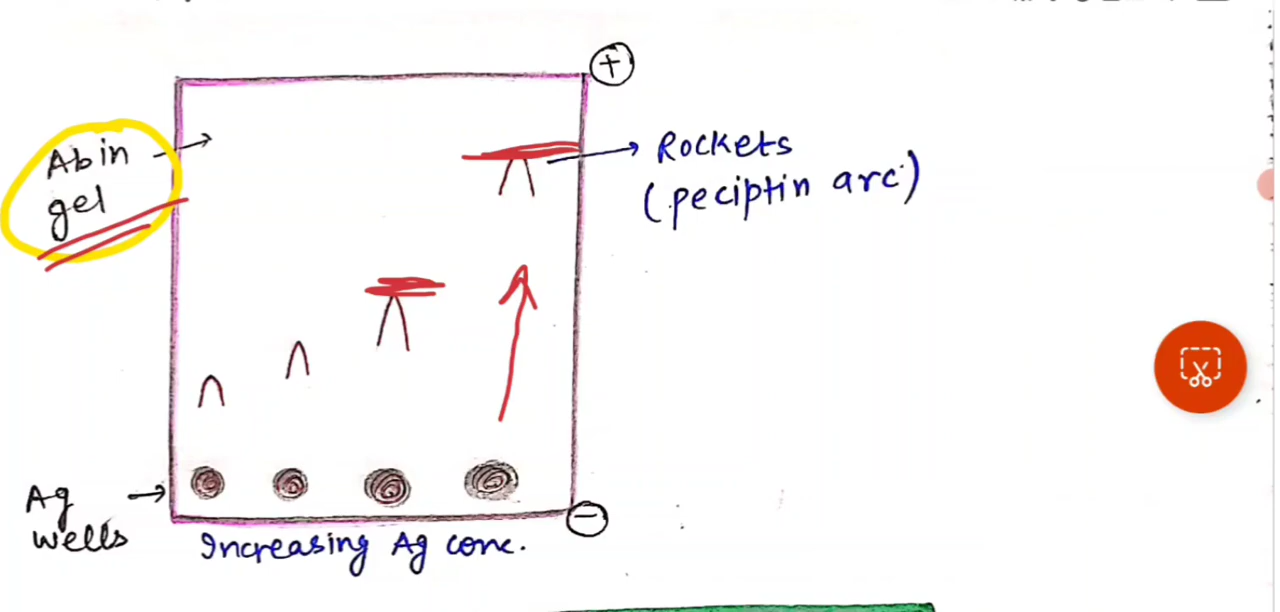 +
Ab in
gel
Rockets
(peciptin arc)
Ag
wells
−
Increasing Ag conc.